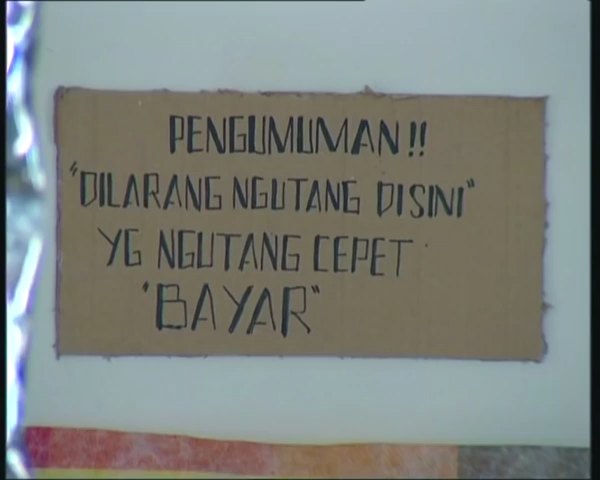 PENGUMUMAN!!
"DILARANG NGUTANG DISINI"
YG NGUTANG CEPET
"BAYAR"